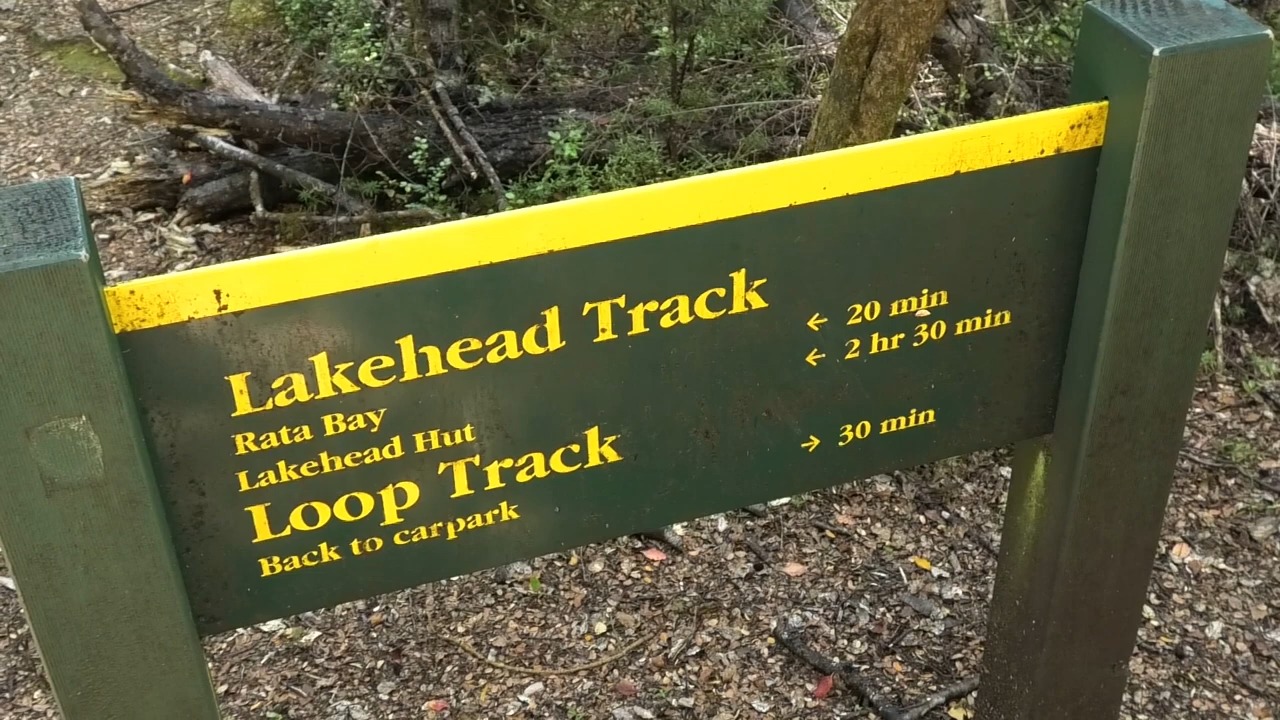 Lakehead Track
Rata Bay ← 20 min
Lakehead Hut ← 2 hr 30 min
Loop Track
Back to carpark → 30 min